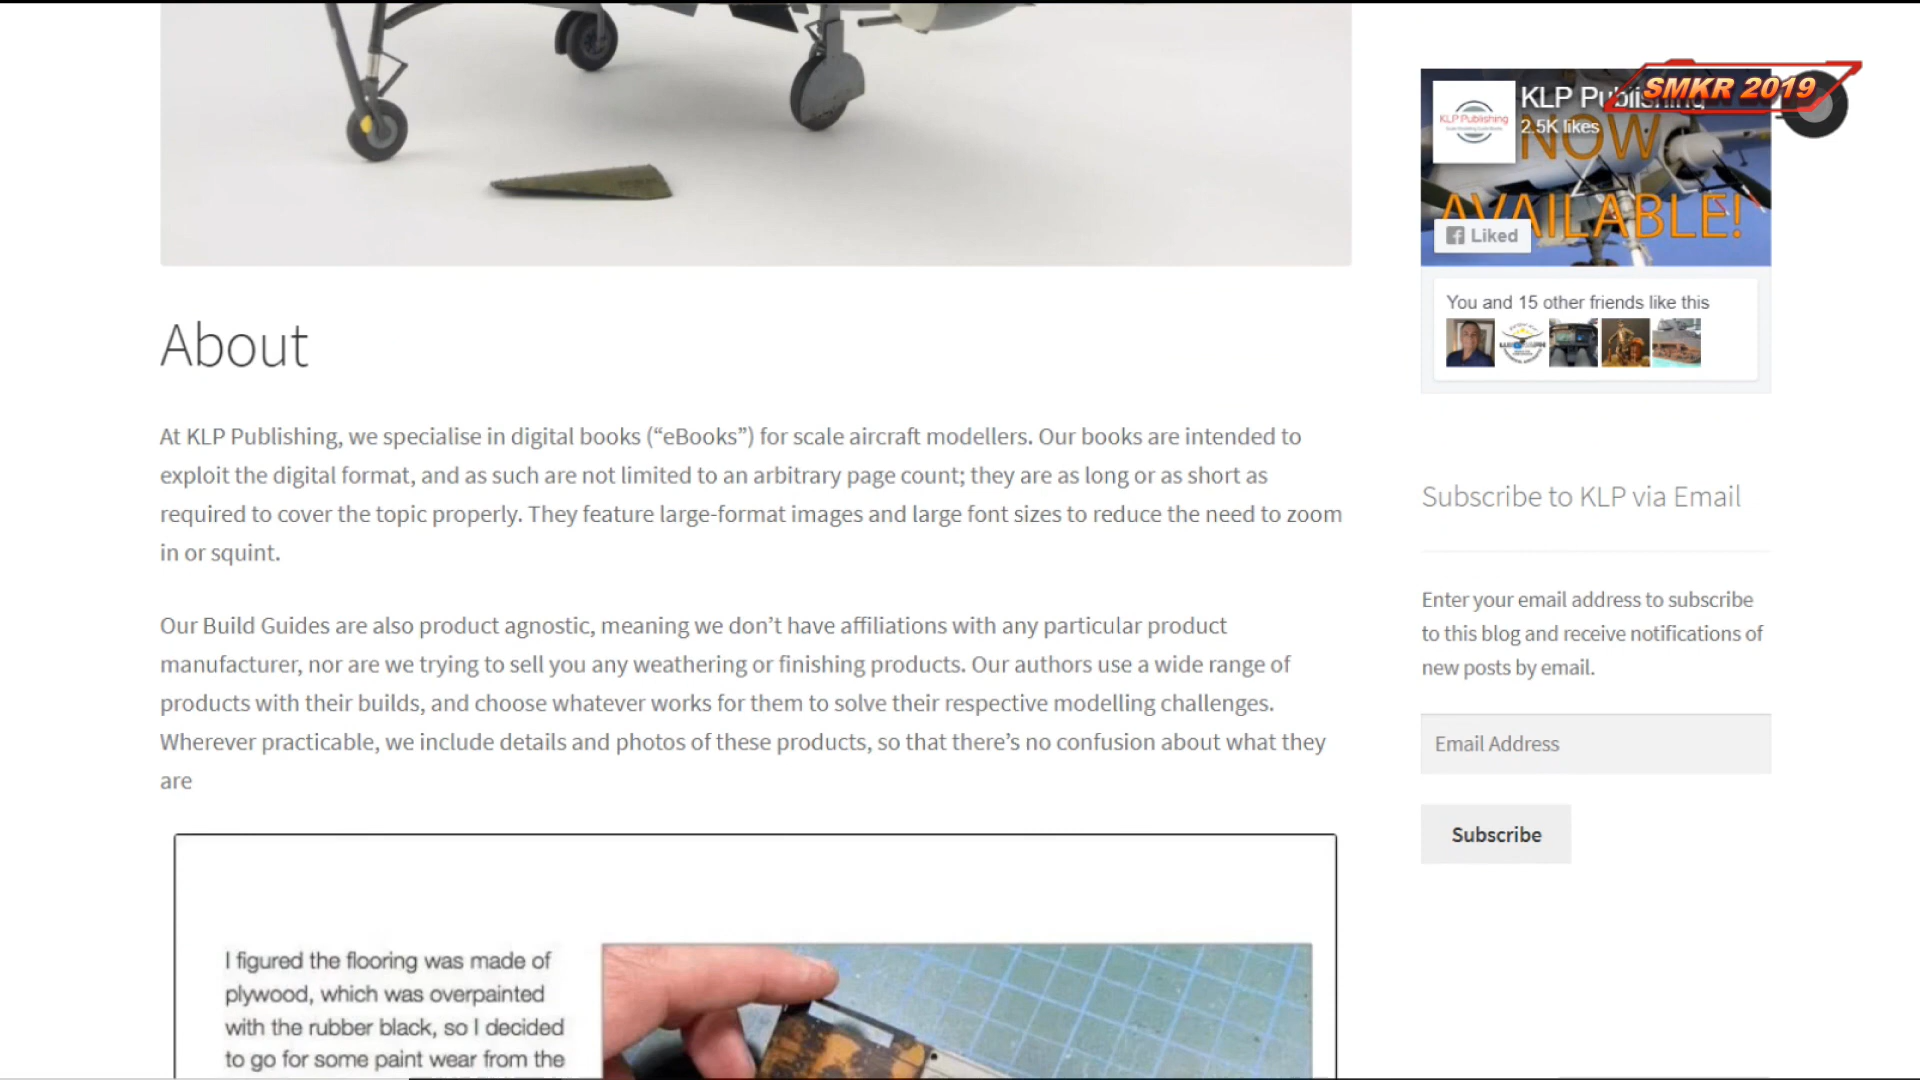 SMKR 2019
KLP Publishing
KLP Publishing
2.5K likes
NOW
AVAILABLE!
Liked
You and 15 other friends like this
About
At KLP Publishing, we specialise in digital books (“eBooks”) for scale aircraft modellers. Our books are intended to
exploit the digital format, and as such are not limited to an arbitrary page count; they are as long or as short as
required to cover the topic properly. They feature large-format images and large font sizes to reduce the need to zoom
in or squint.
Our Build Guides are also product agnostic, meaning we don’t have affiliations with any particular product
manufacturer, nor are we trying to sell you any weathering or finishing products. Our authors use a wide range of
products with their builds, and choose whatever works for them to solve their respective modelling challenges.
Wherever practicable, we include details and photos of these products, so that there’s no confusion about what they
are
Subscribe to KLP via Email
Enter your email address to subscribe
to this blog and receive notifications of
new posts by email.
Email Address
Subscribe
I figured the flooring was made of
plywood, which was overpainted
with the rubber black, so I decided
to go for some paint wear from the